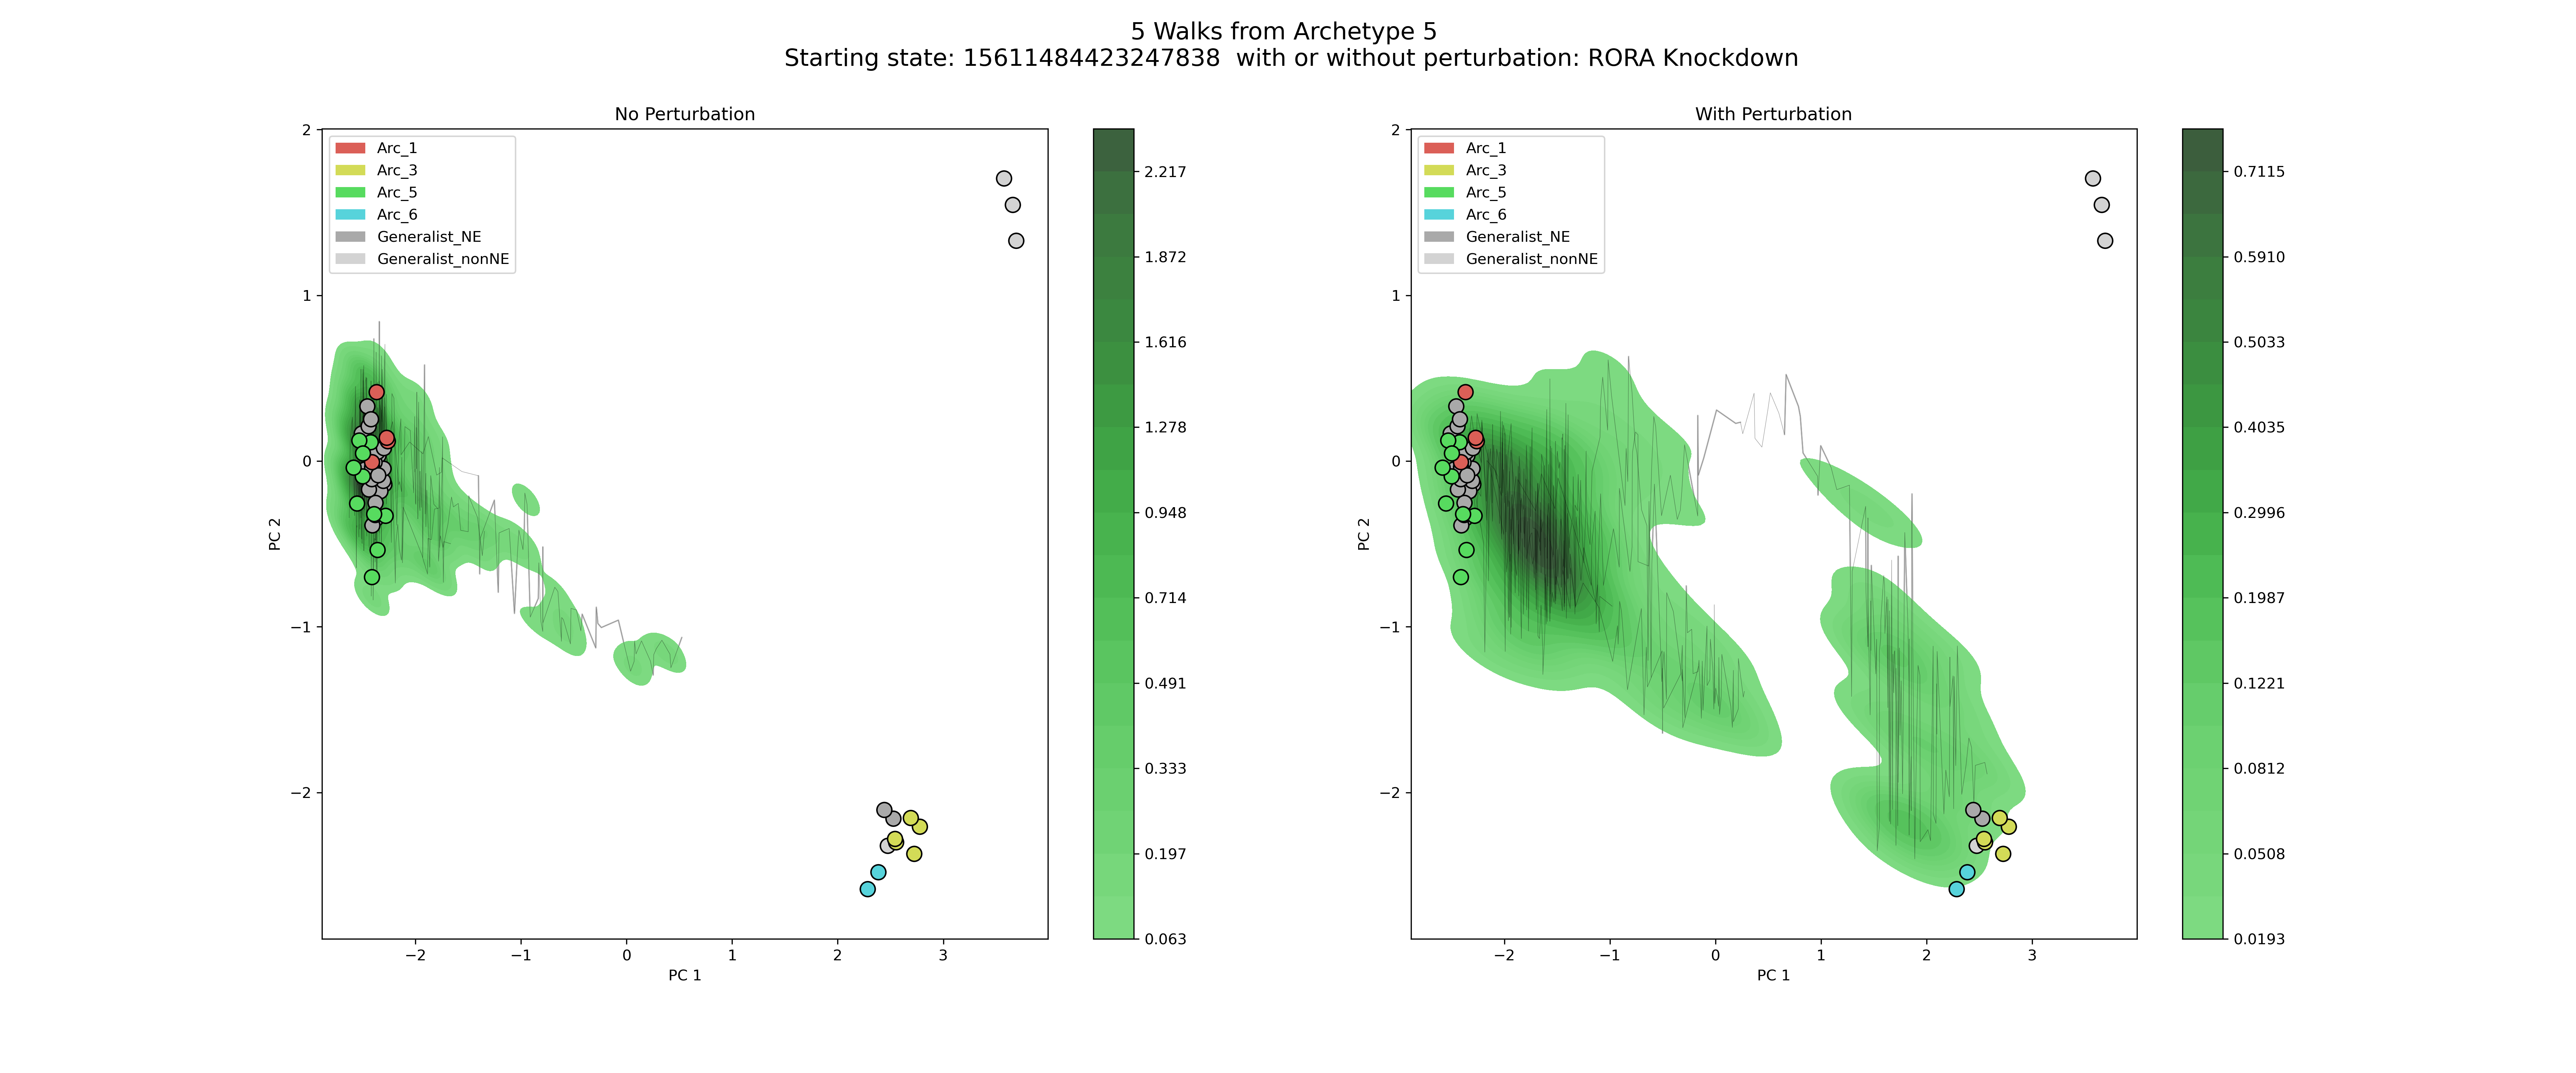 5 Walks from Archetype 5
Starting state: 15611484423247838  with or without perturbation: RORA Knockdown
No Perturbation
2
1
0
−1
−2
PC 2
Arc_1
Arc_3
Arc_5
Arc_6
Generalist_NE
Generalist_nonNE
−2
−1
0
1
2
3
PC 1
2.217
1.872
1.616
1.278
0.948
0.714
0.491
0.333
0.197
0.063
With Perturbation
2
1
0
−1
−2
PC 2
Arc_1
Arc_3
Arc_5
Arc_6
Generalist_NE
Generalist_nonNE
−2
−1
0
1
2
3
PC 1
0.7115
0.5910
0.5033
0.4035
0.2996
0.1987
0.1221
0.0812
0.0508
0.0193